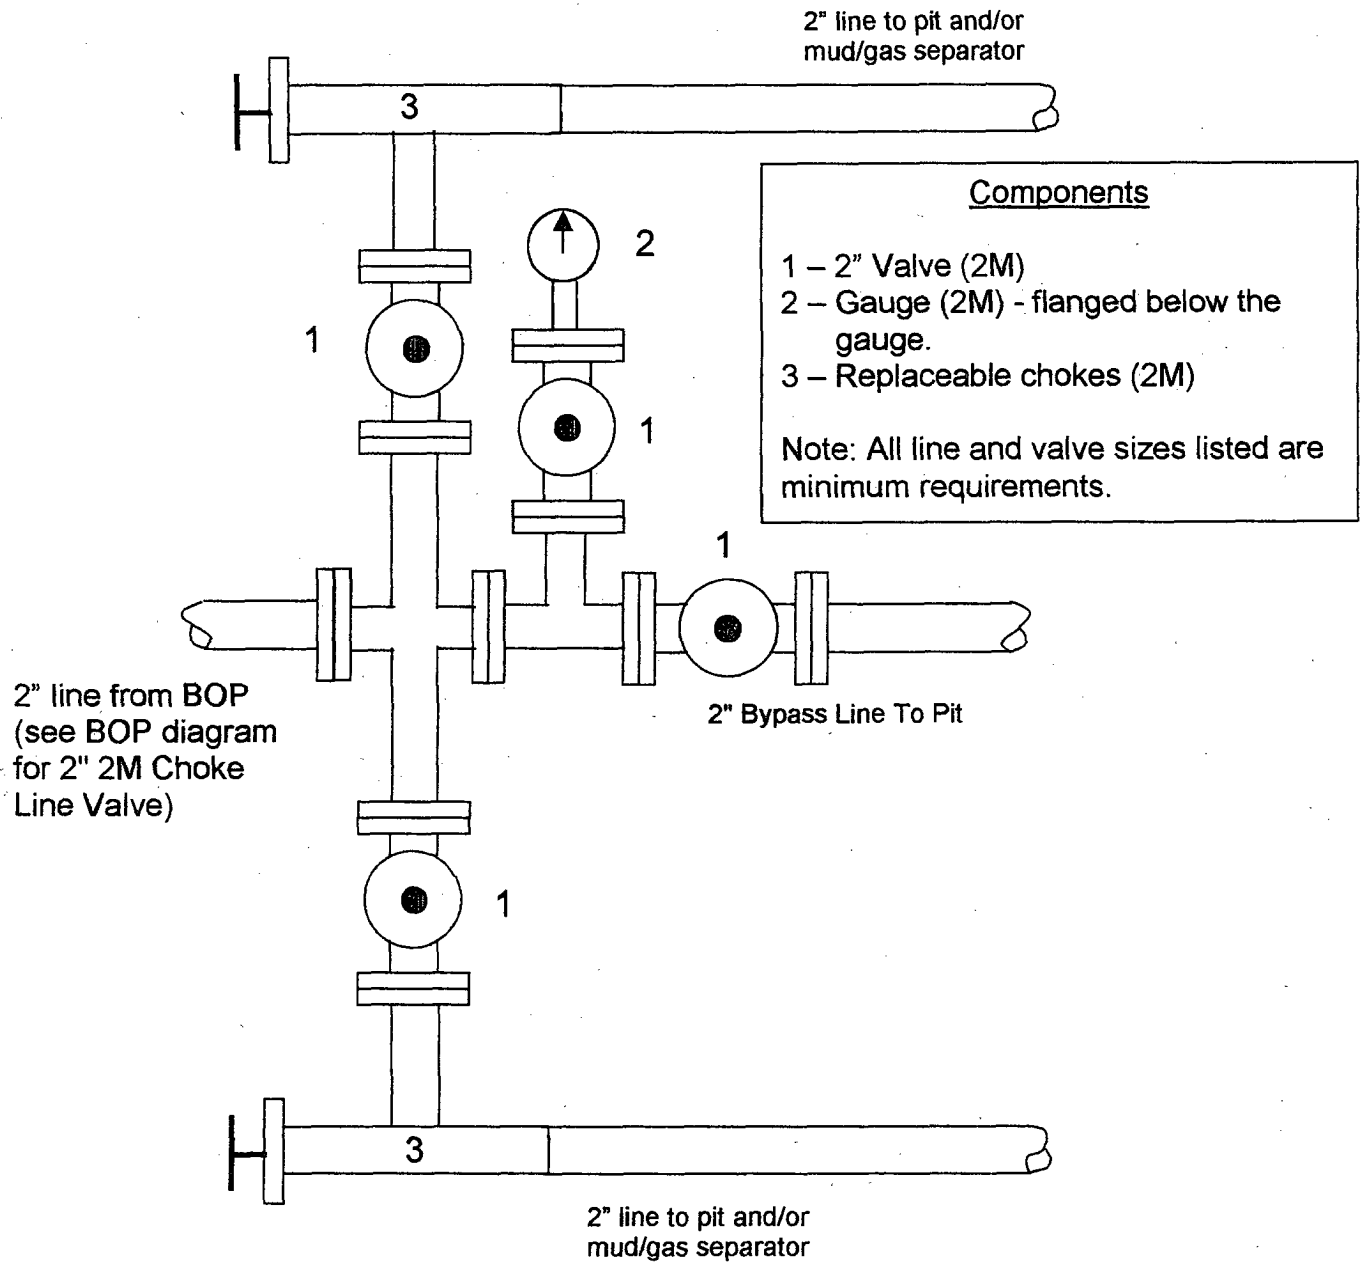 2" line to pit and/or
mud/gas separator
3
Components
1 – 2" Valve (2M)
2 – Gauge (2M) - flanged below the
gauge.
3 – Replaceable chokes (2M)
Note: All line and valve sizes listed are
minimum requirements.
2
1
1
1
2" line from BOP
(see BOP diagram
for 2" 2M Choke
Line Valve)
2" Bypass Line To Pit
1
3
2" line to pit and/or
mud/gas separator